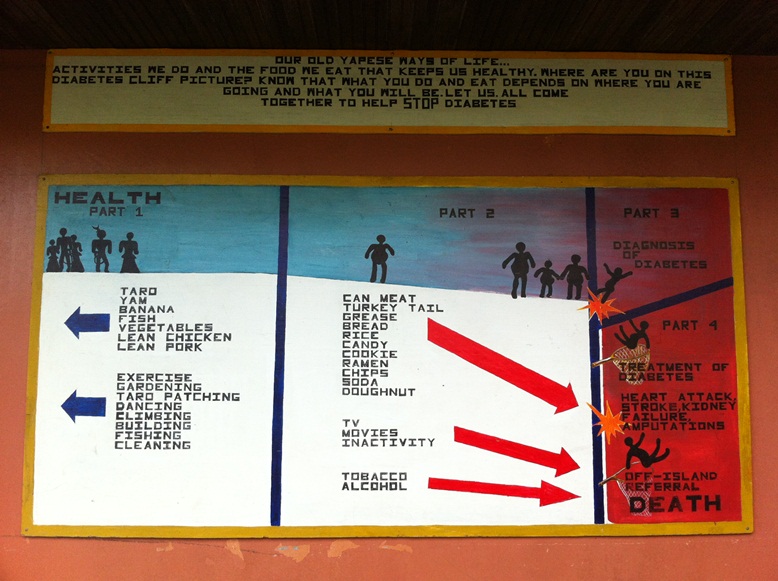 OUR OLD YAPESE WAYS OF LIFE...
ACTIVITIES WE DO AND THE FOOD WE EAT THAT KEEPS US HEALTHY. WHERE ARE YOU ON THIS
DIABETES CLIFF PICTURE? KNOW THAT WHAT YOU DO AND EAT DEPENDS ON WHERE YOU ARE
GOING AND WHAT YOU WILL BE. LET US. ALL COME
TOGETHER TO HELP STOP DIABETES
HEALTH
PART 1
TARO
YAM
BANANA
FISH
VEGETABLES
LEAN CHICKEN
LEAN PORK
EXERCISE
GARDENING
TARO PATCHING
DANCING
CLIMBING
BUILDING
FISHING
CLEANING
PART 2
CAN MEAT
TURKEY TAIL
GREASE
BREAD
RICE
CANDY
COOKIE
RAMEN
CHIPS
SODA
DOUGHNUT
TV
MOVIES
INACTIVITY
TOBACCO
ALCOHOL
PART 3
DIAGNOSIS
OF
DIABETES
PART 4
TREATMENT OF
DIABETES
HEART ATTACK,
STROKE, KIDNEY
FAILURE,
AMPUTATIONS
OFF-ISLAND
REFERRAL
DEATH